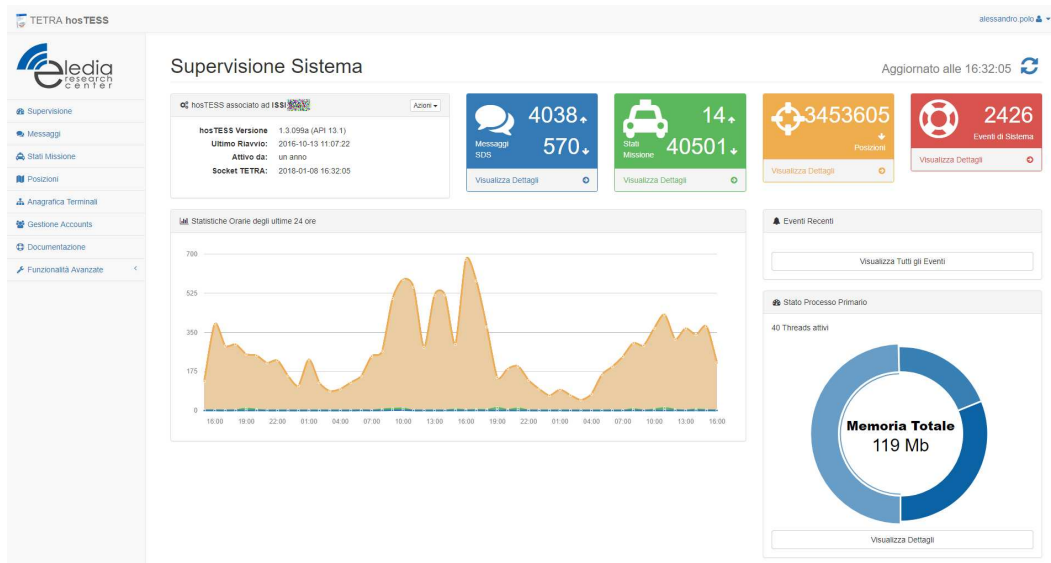 TETRA hosTESS
alessandro.polo
eledia
research
center
Supervisione
Messaggi
Stati Missione
Posizioni
Anagrafica Terminali
Gestione Accounts
Documentazione
Funzionalità Avanzate
Supervisione Sistema
Aggiornato alle 16:32:05
hosTESS associato ad ISSI
Azioni
hosTESS Versione 1.3.099a (API 13.1)
Ultimo Riavvio: 2016-10-13 11:07:22
Attivo da: un anno
Socket TETRA: 2018-01-08 16:32:05
4038
570
Messaggi
SDS
Visualizza Dettagli
14
40501
Stati
Missione
Visualizza Dettagli
3453605
Posizioni
Visualizza Dettagli
2426
Eventi di Sistema
Visualizza Dettagli
Statistiche Orarie degli ultime 24 ore
700
525
350
175
0
16:00 19:00 22:00 01:00 04:00 07:00 10:00 13:00 16:00 19:00 22:00 01:00 04:00 07:00 10:00 13:00 16:00
Eventi Recenti
Visualizza Tutti gli Eventi
Stato Processo Primario
40 Threads attivi
Memoria Totale
119 Mb
Visualizza Dettagli